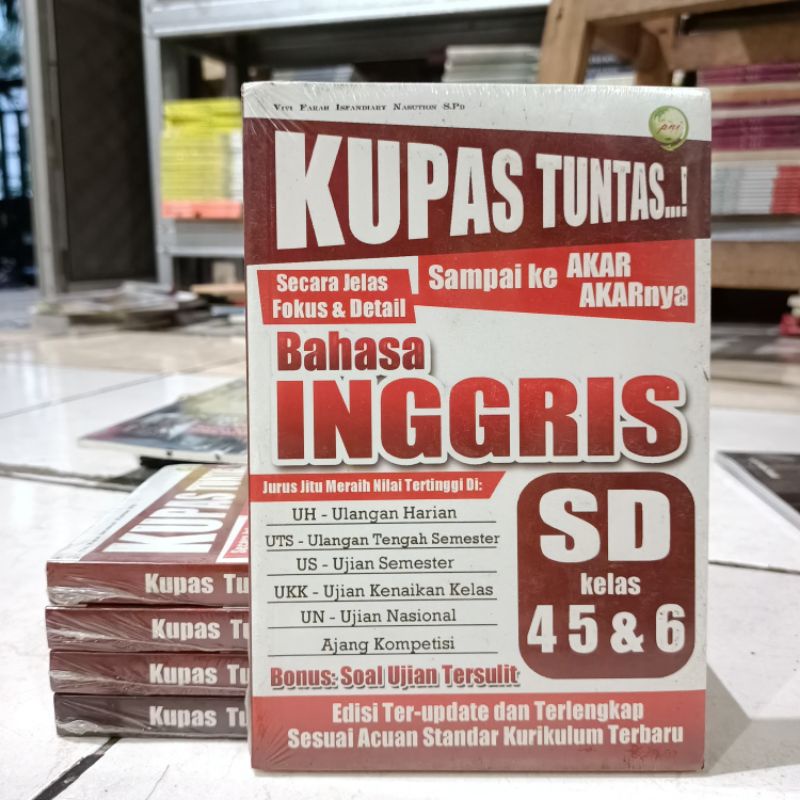 Vivi Farah Isfandiary Nasution S.Pd
pni
KUPAS TUNTAS...!
Secara Jelas
Fokus & Detail
Sampai ke AKAR
AKARnya
Bahasa
INGGRIS
Jurus Jitu Meraih Nilai Tertinggi Di:
UH - Ulangan Harian
UTS - Ulangan Tengah Semester
US - Ujian Semester
UKK - Ujian Kenaikan Kelas
UN - Ujian Nasional
Ajang Kompetisi
Bonus: Soal Ujian Tersulit
SD
kelas
4 5 & 6
Edisi Ter-update dan Terlengkap
Sesuai Acuan Standar Kurikulum Terbaru
KUPAS
Kupas Tu
Kupas Tu
Kupas Tu
Kupas Tu